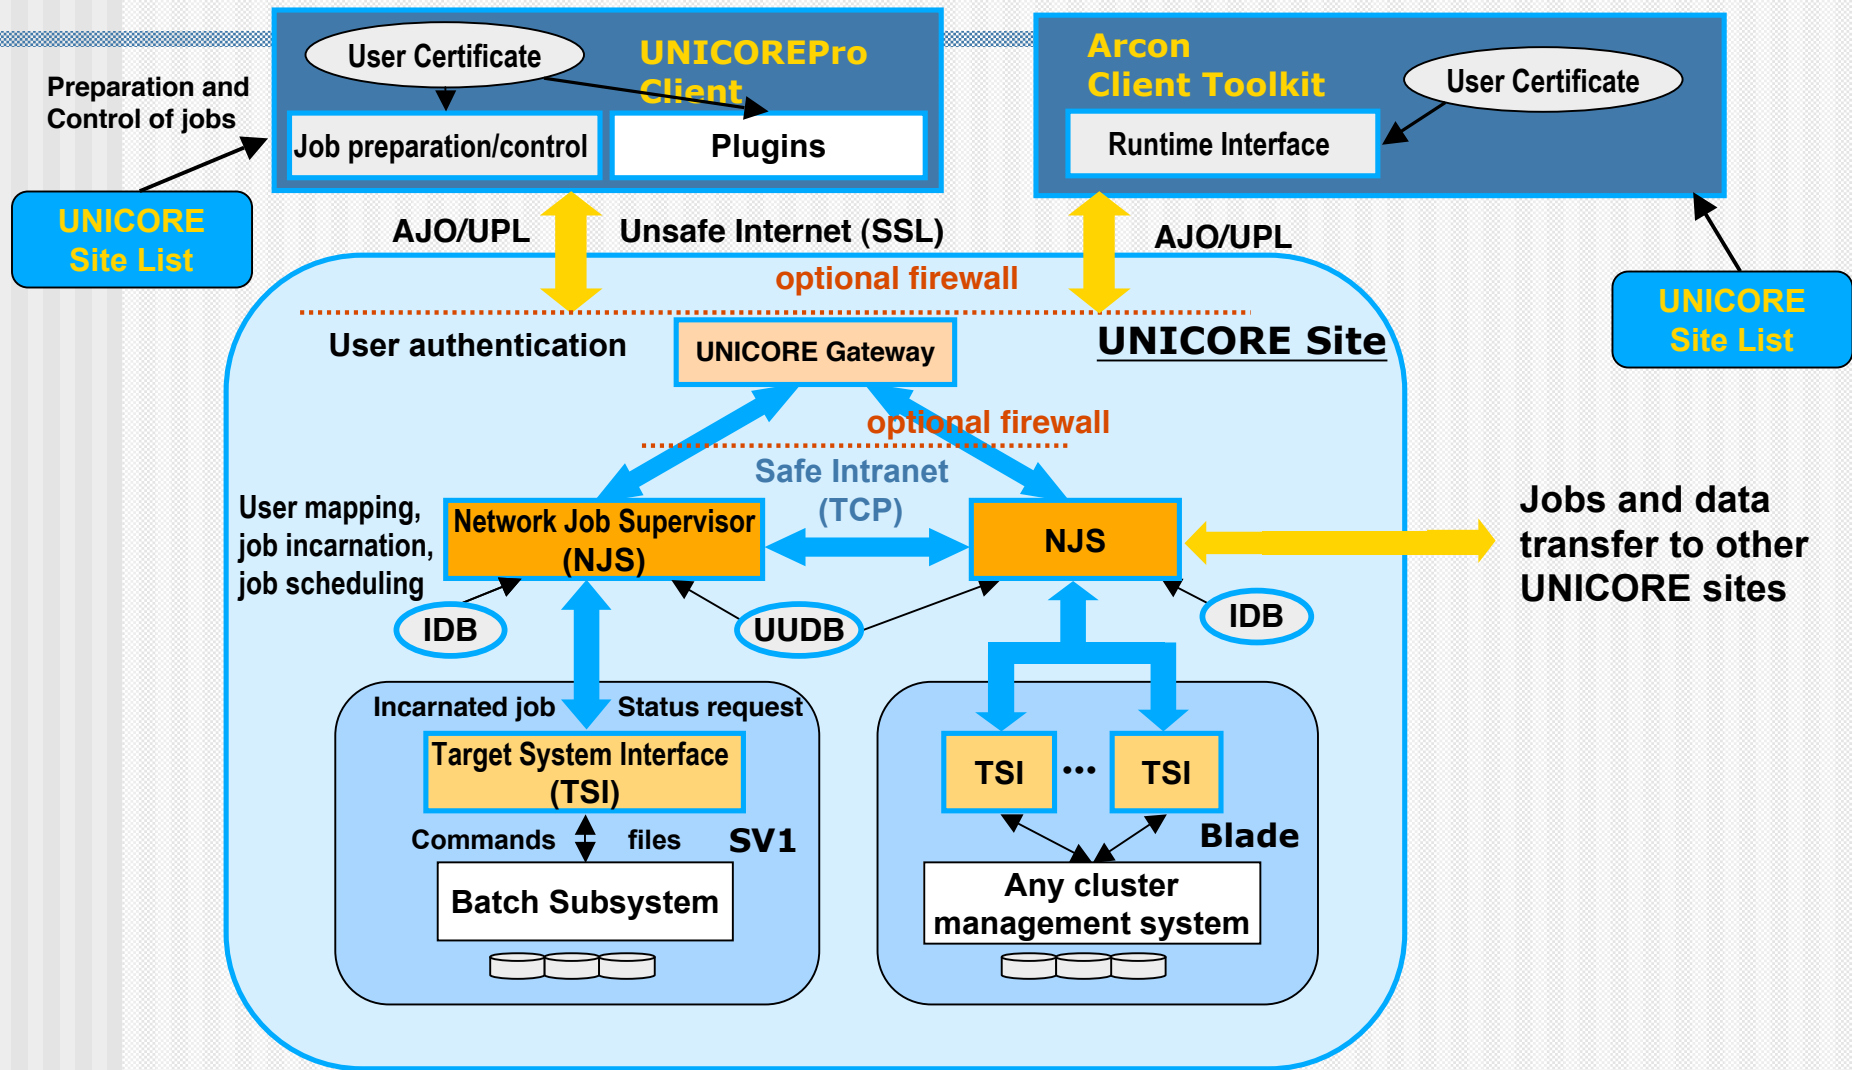 User Certificate
UNICOREPro
Client
Job preparation/control
Plugins
Preparation and
Control of jobs
UNICORE
Site List
Arcon
Client Toolkit
User Certificate
Runtime Interface
UNICORE
Site List
AJO/UPL
Unsafe Internet (SSL)
AJO/UPL
optional firewall
User authentication
UNICORE Gateway
UNICORE Site
optional firewall
Safe Intranet
(TCP)
User mapping,
job incarnation,
job scheduling
Network Job Supervisor
(NJS)
NJS
Jobs and data
transfer to other
UNICORE sites
IDB
UUDB
IDB
Incarnated job
Status request
Target System Interface
(TSI)
Commands
files
SV1
Batch Subsystem
TSI
...
TSI
Blade
Any cluster
management system